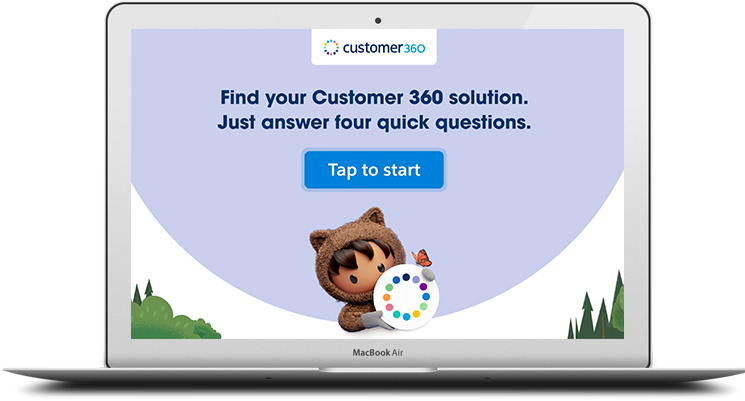 customer360
Find your Customer 360 solution.
Just answer four quick questions.
Tap to start
MacBook Air